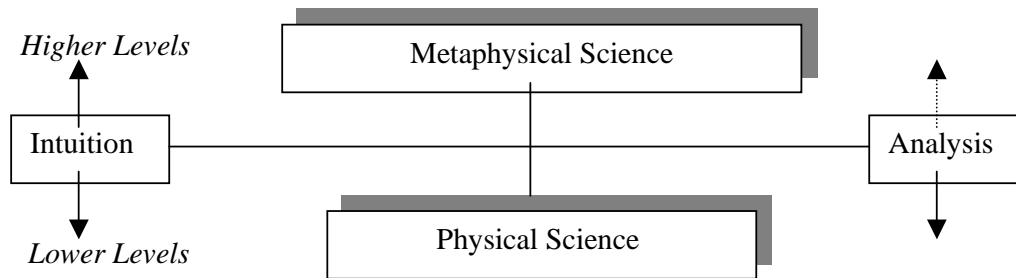 Higher Levels
Metaphysical Science
Intuition
Analysis
Physical Science
Lower Levels